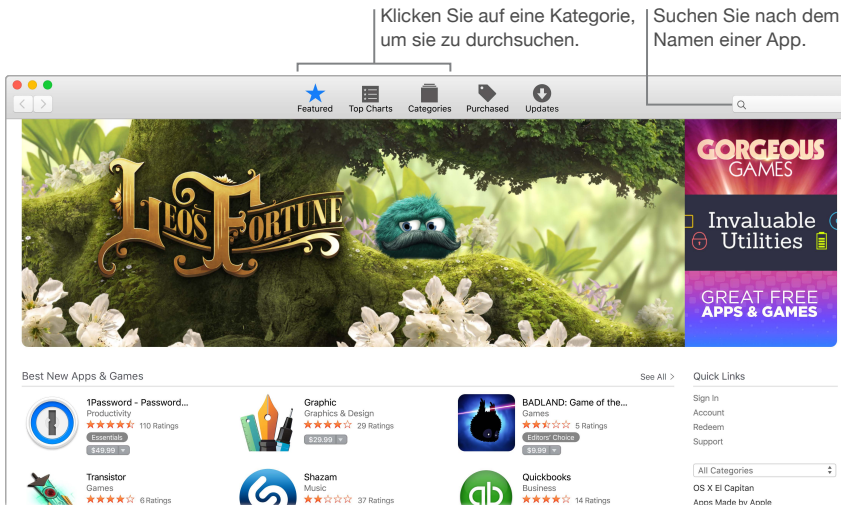 Klicken Sie auf eine Kategorie,
um sie zu durchsuchen.
Suchen Sie nach dem
Namen einer App.
Featured
Top Charts
Categories
Purchased
Updates
LEO'S FORTUNE
GORGEOUS
GAMES
Invaluable
Utilities
GREAT FREE
APPS & GAMES
Best New Apps & Games
See All >
Quick Links
1Password - Password...
Productivity
110 Ratings
Essentials
$49.99
Graphic
Graphics & Design
29 Ratings
$29.99
BADLAND: Game of the...
Games
5 Ratings
Editors' Choice
$9.99
Sign In
Account
Redeem
Support
Transistor
Games
6 Ratings
Shazam
Music
37 Ratings
qb
Quickbooks
Business
14 Ratings
All Categories
OS X El Capitan
Apps Made by Apple